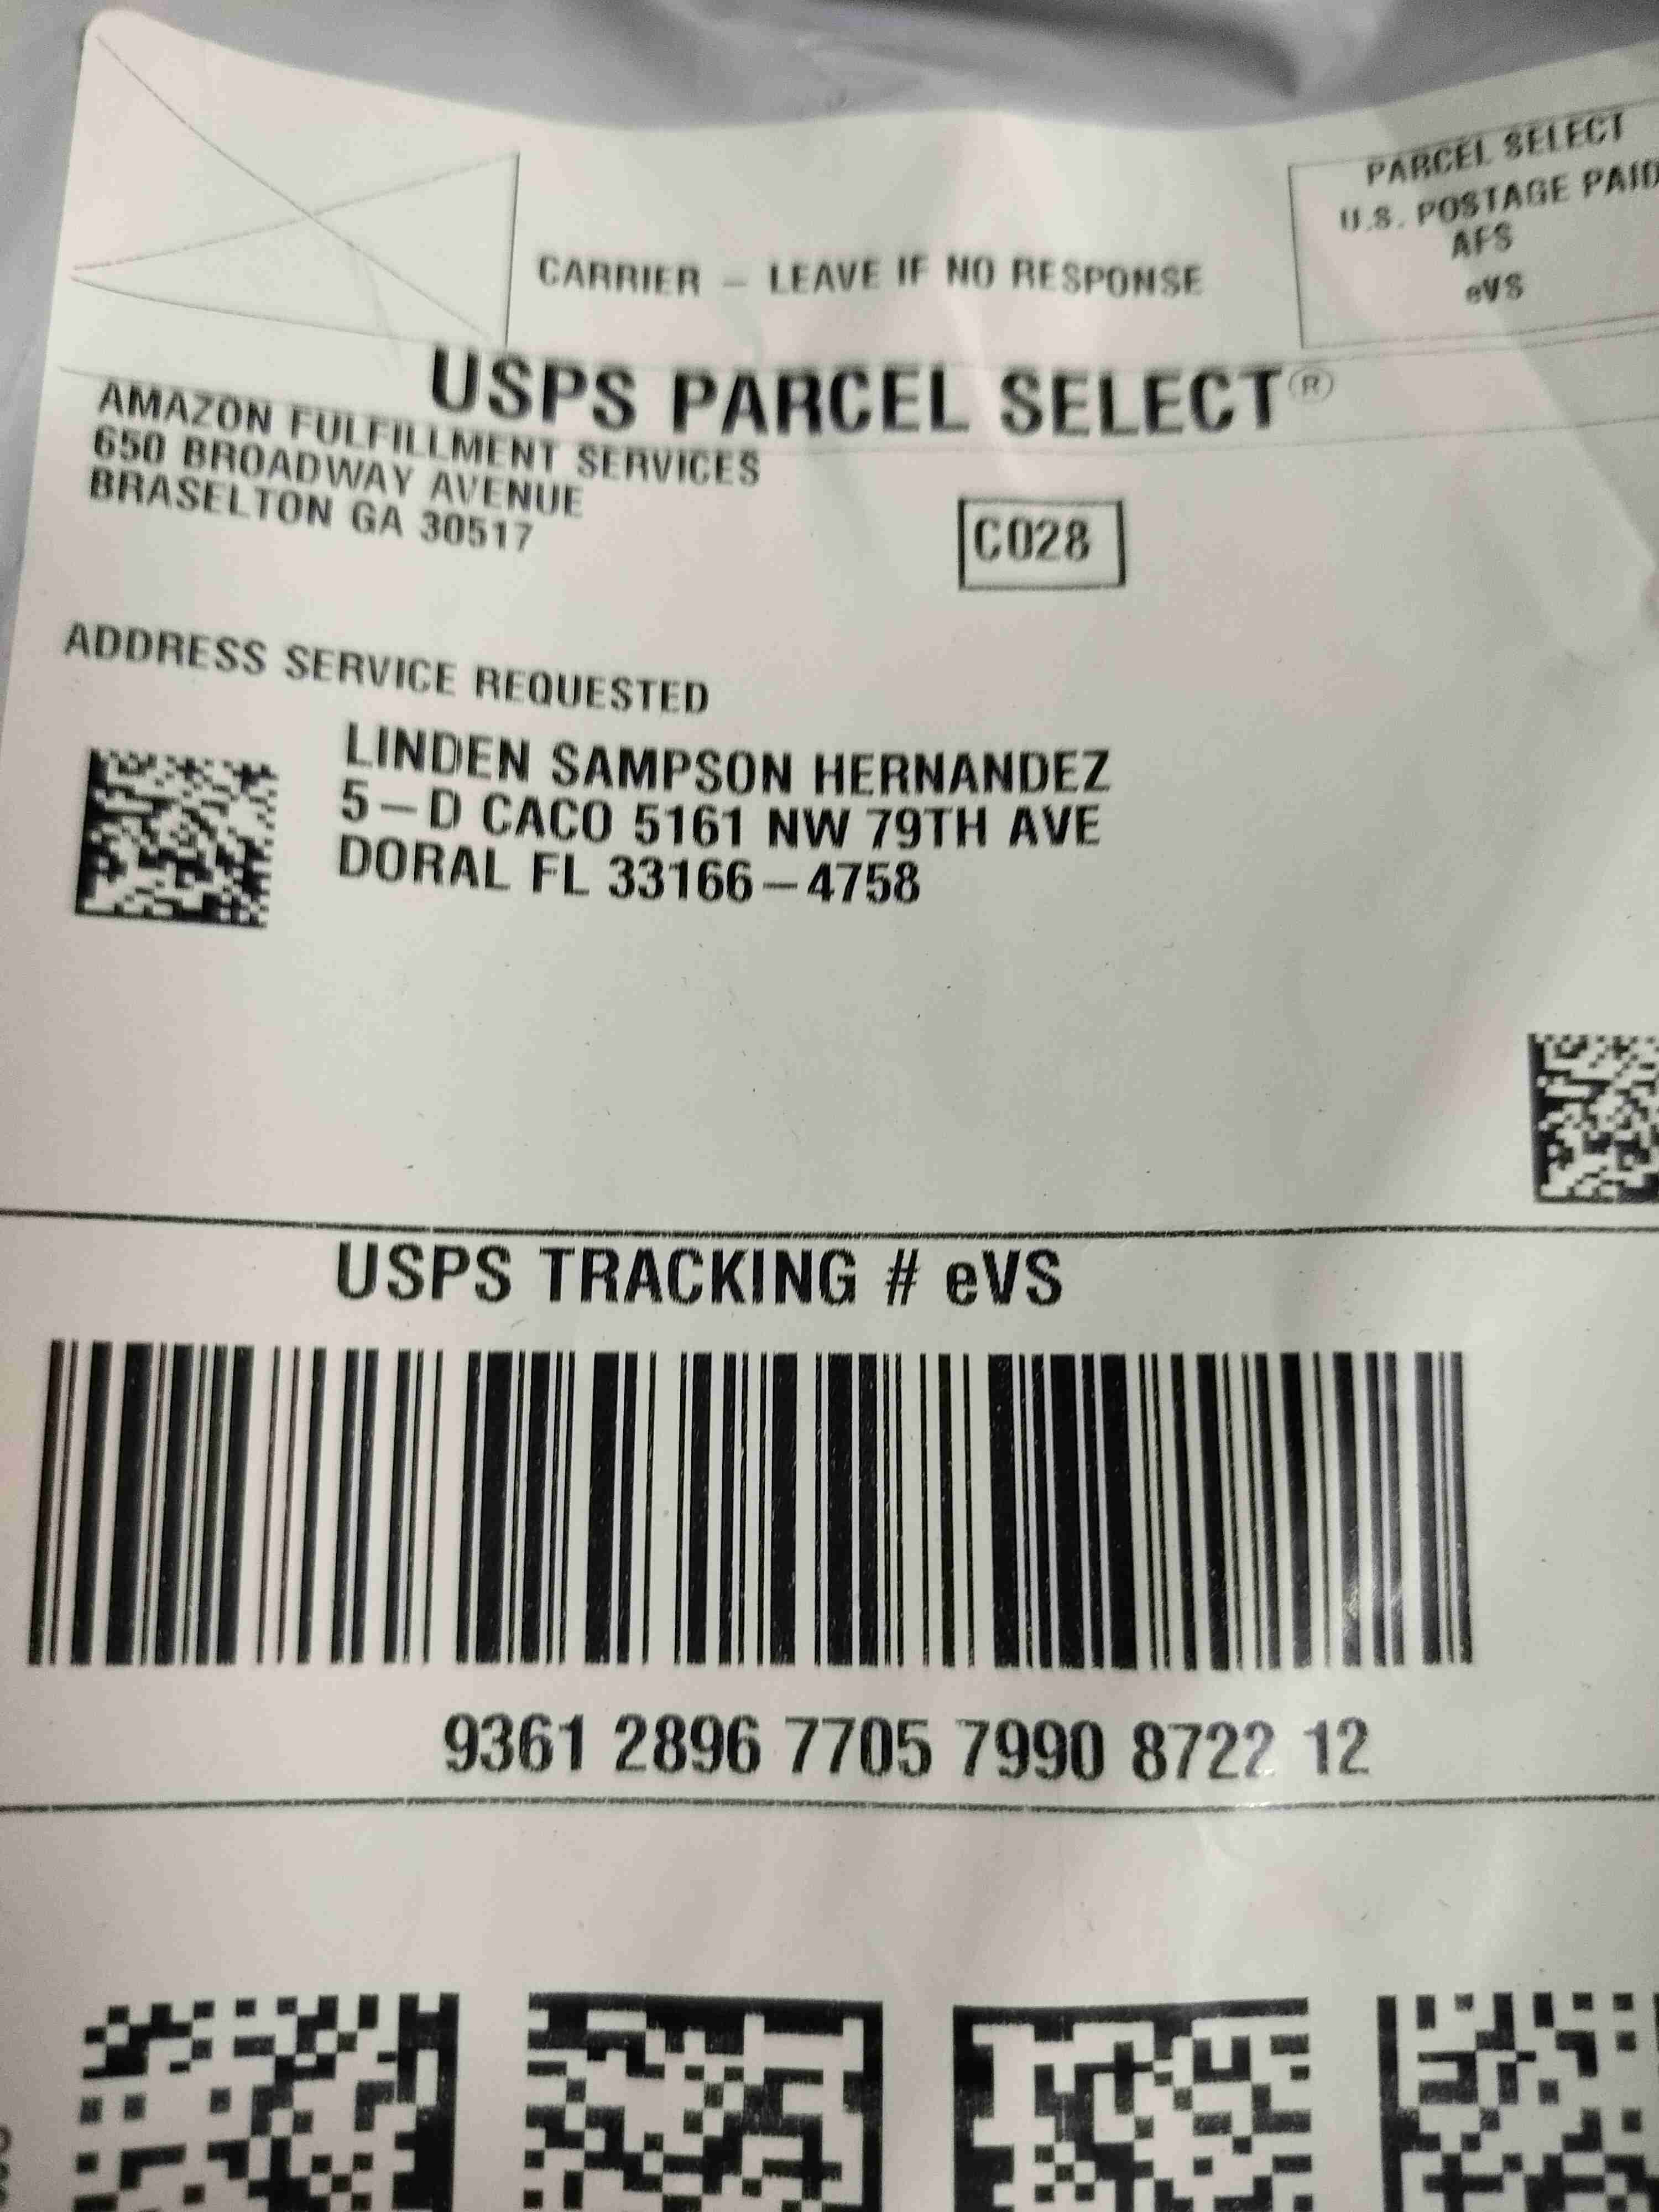 PARCEL SELECT
U.S. POSTAGE PAID
AFS
eVS
CARRIER – LEAVE IF NO RESPONSE
USPS PARCEL SELECT®
AMAZON FULFILLMENT SERVICES
650 BROADWAY AVENUE
BRASELTON GA 30517
C028
ADDRESS SERVICE REQUESTED
LINDEN SAMPSON HERNANDEZ
5–D CACO 5161 NW 79TH AVE
DORAL FL 33166–4758
USPS TRACKING # eVS
9361 2896 7705 7990 8722 12